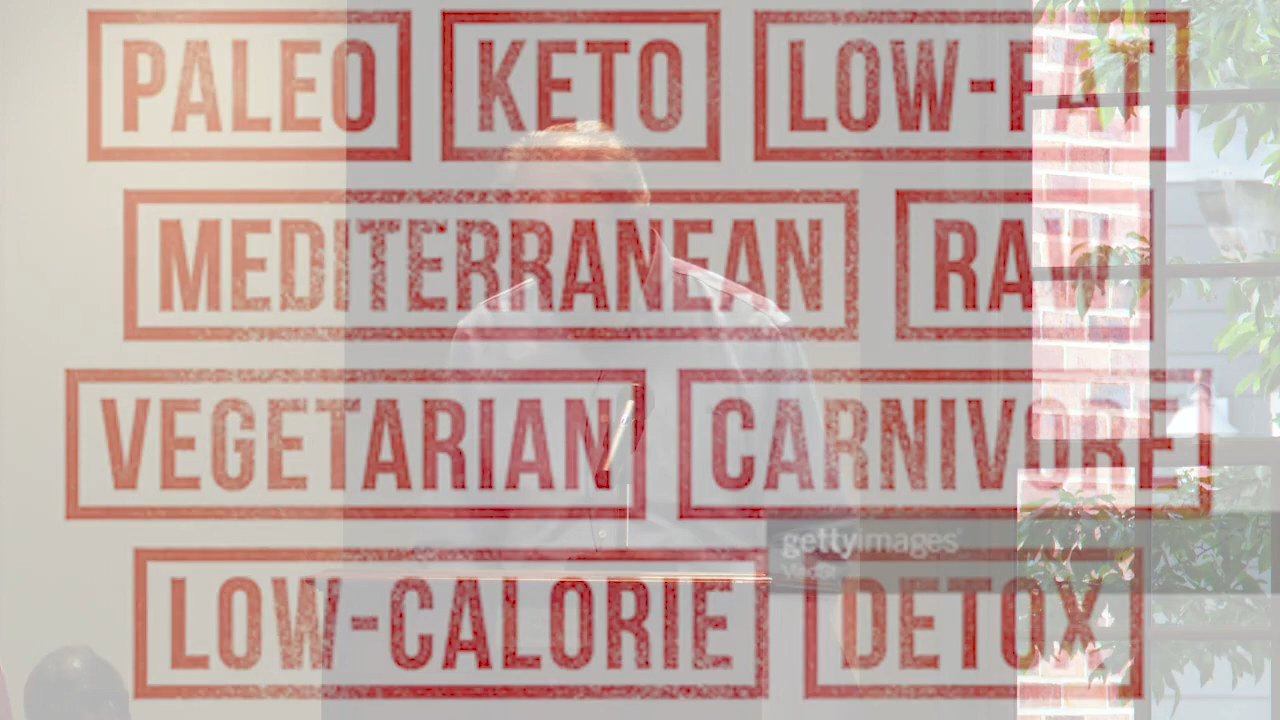 PALEO KETO LOW-FAT
MEDITERRANEAN RAW
VEGETARIAN CARNIVORE
gettyimages
LOW-CALORIE DETOX